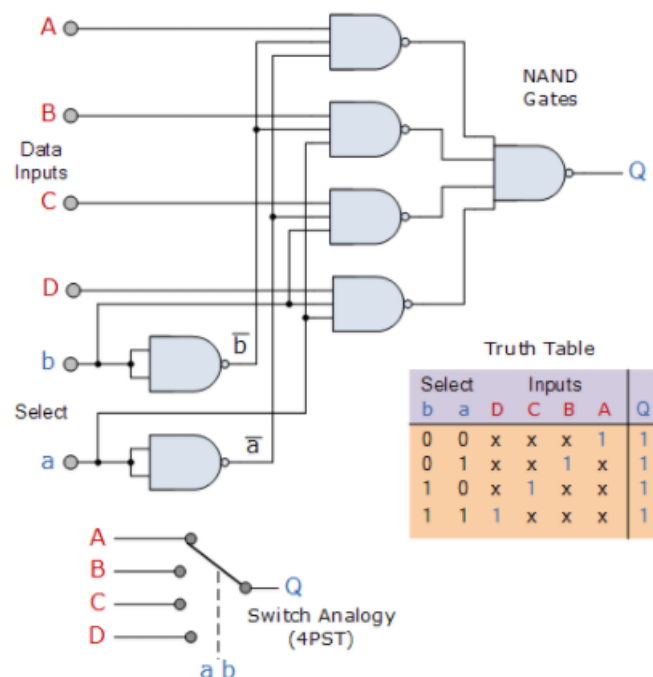 A
NAND
Gates
B
Data
Inputs
Q
C
D
b
b̅
Truth Table
Select Inputs
b a D C B A Q
Select
0 0 x x x 1 1
a̅
0 1 x x 1 x 1
a
1 0 x 1 x x 1
1 1 1 x x x 1
A
B
Q
C
Switch Analogy
(4PST)
D
a b